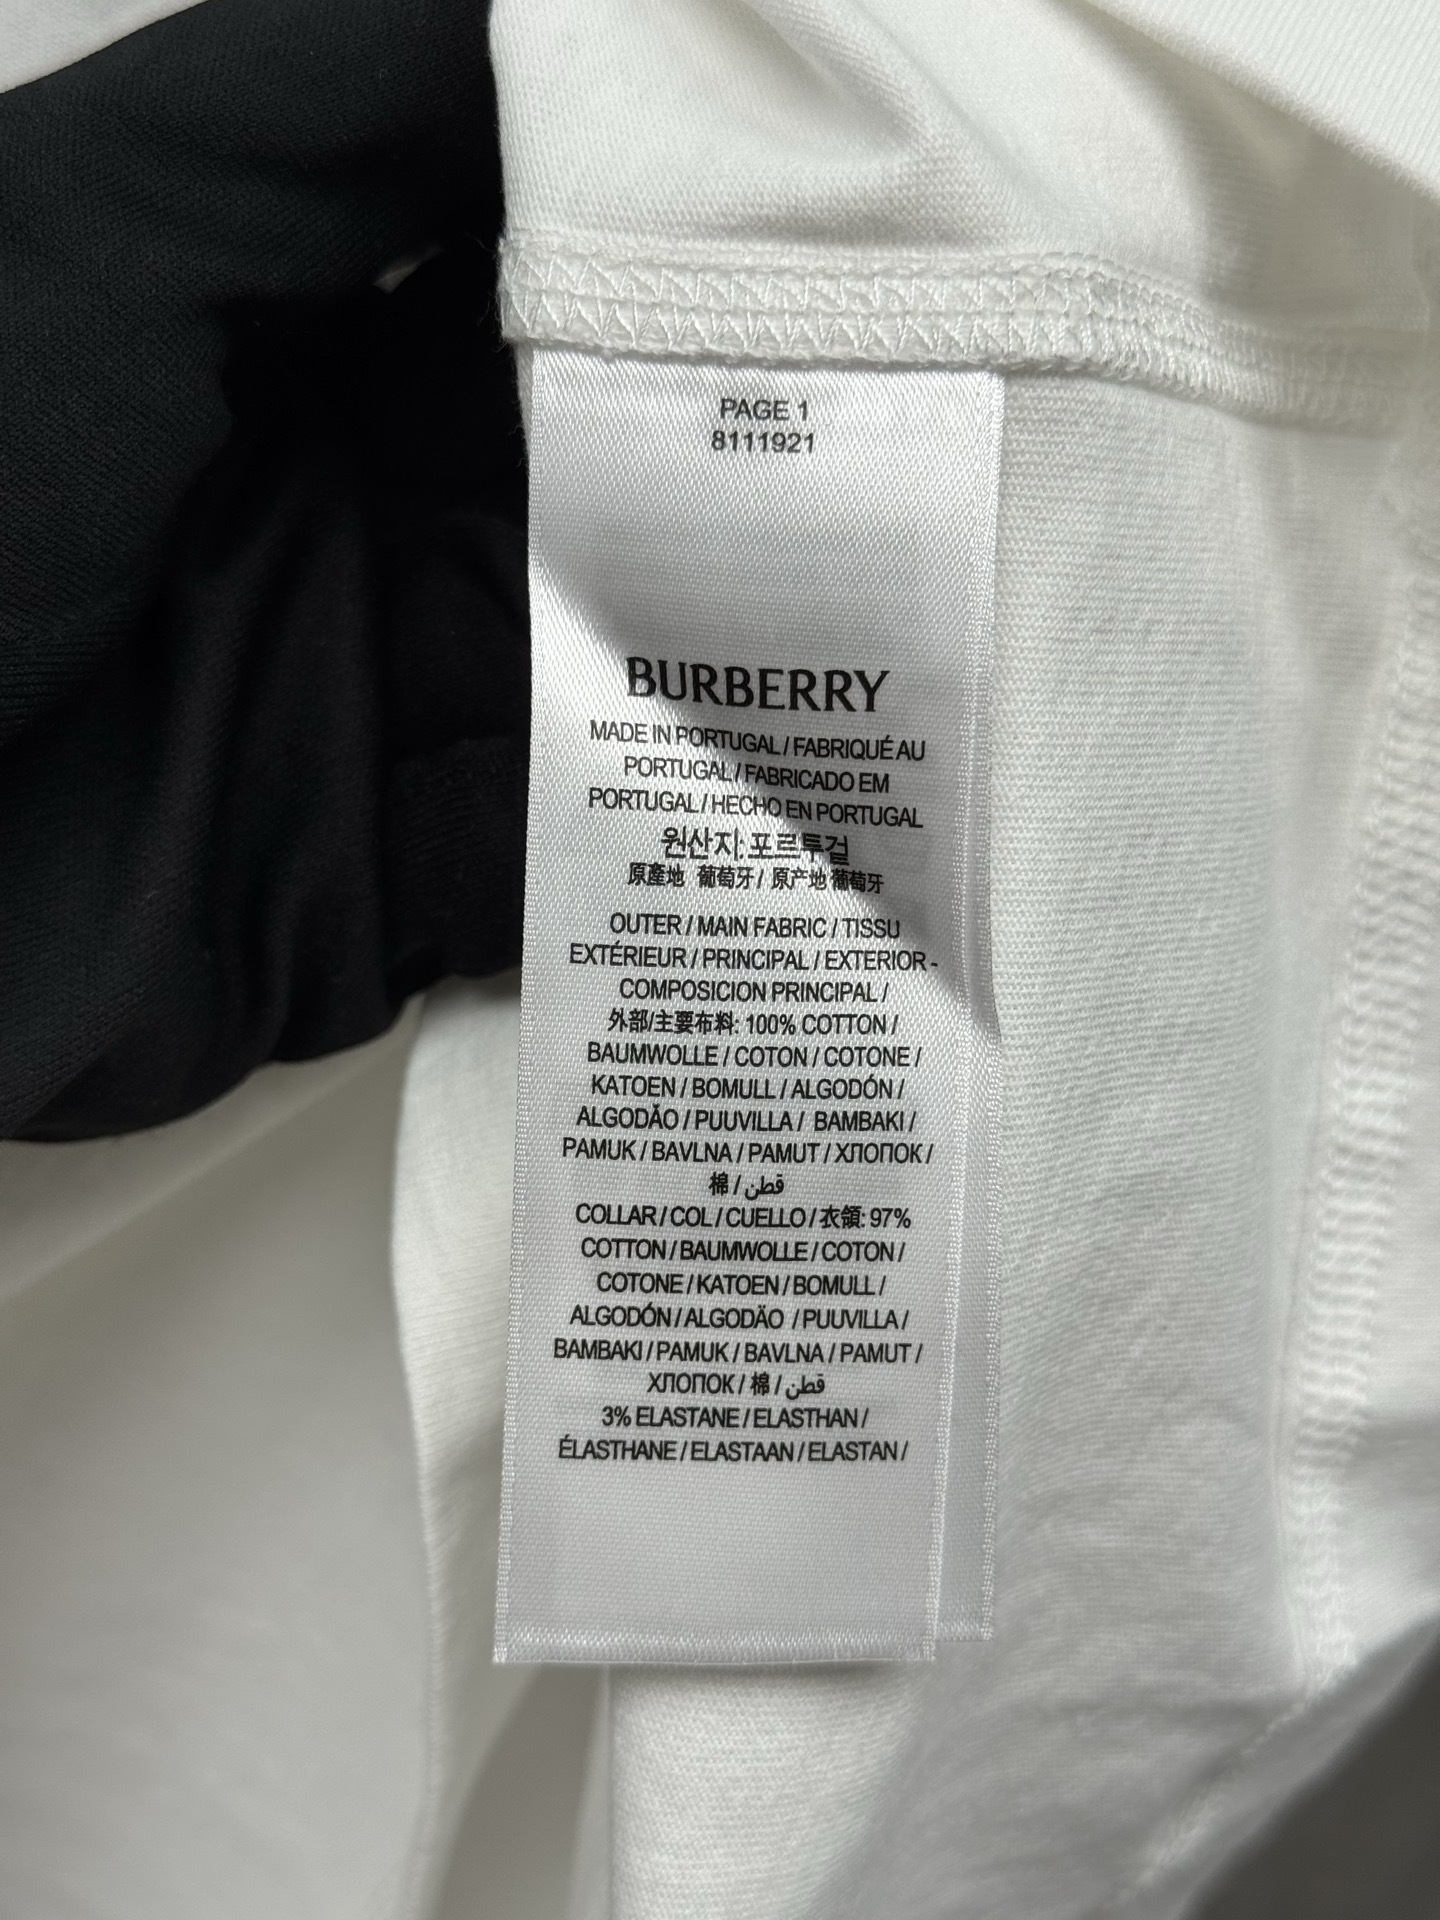 PAGE 1
8111921
BURBERRY
MADE IN PORTUGAL / FABRIQUÉ AU
PORTUGAL / FABRICADO EM
PORTUGAL / HECHO EN PORTUGAL
원산지: 포르투걸
原產地 葡萄牙 / 原产地 葡萄牙
OUTER / MAIN FABRIC / TISSU
EXTÉRIEUR / PRINCIPAL / EXTERIOR -
COMPOSICION PRINCIPAL /
外部/主要布料: 100% COTTON /
BAUMWOLLE / COTON / COTONE /
KATOEN / BOMULL / ALGODÓN /
ALGODÃO / PUUVILLA / BAMBAKI /
PAMUK / BAVLNA / PAMUT / ХЛОПОК /
棉 / قطن
COLLAR / COL / CUELLO / 衣領: 97%
COTTON / BAUMWOLLE / COTON /
COTONE / KATOEN / BOMULL /
ALGODÓN / ALGODÄO / PUUVILLA /
BAMBAKI / PAMUK / BAVLNA / PAMUT /
ХЛОПОК / 棉 / قطن
3% ELASTANE / ELASTHAN /
ÉLASTHANE / ELASTAAN / ELASTAN /